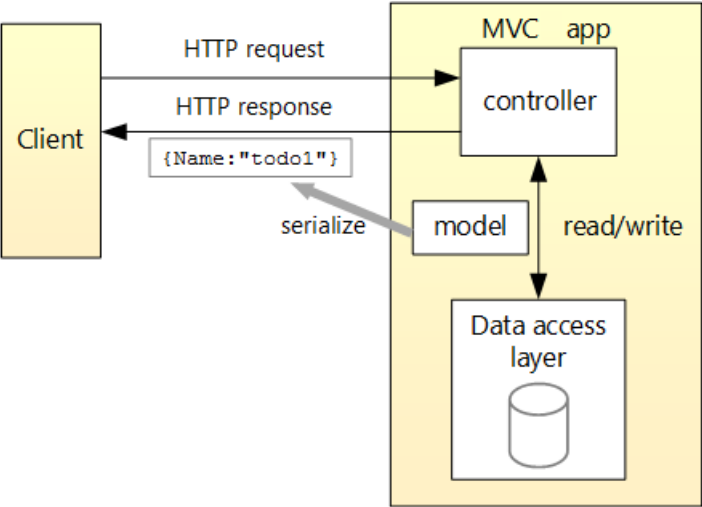 MVC app
HTTP request
controller
HTTP response
Client
{Name:"todo1"}
serialize
model
read/write
Data access
layer